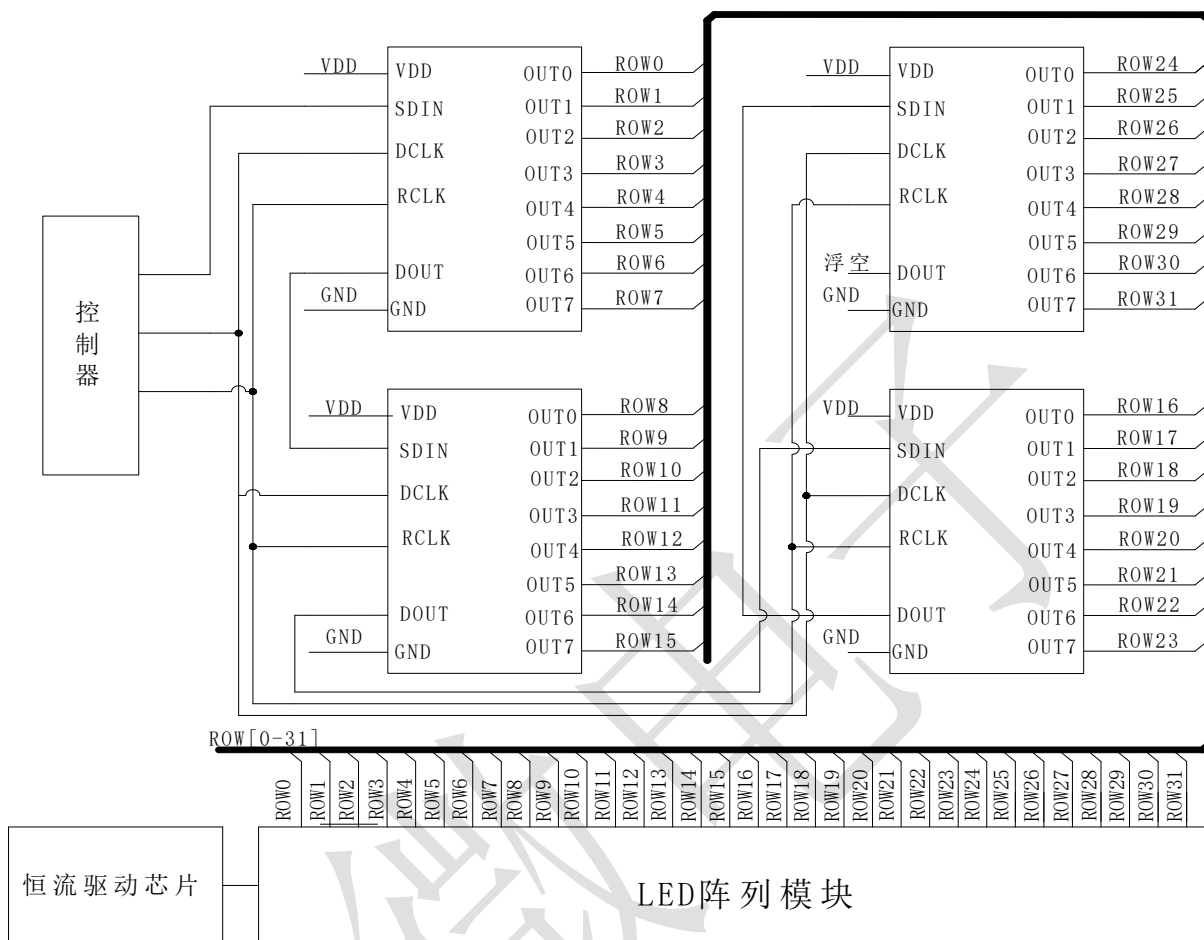 控制器
VDD
VDD
SDIN
DCLK
RCLK
DOUT
GND
GND
OUT0
OUT1
OUT2
OUT3
OUT4
OUT5
OUT6
OUT7
ROW0
ROW1
ROW2
ROW3
ROW4
ROW5
ROW6
ROW7
VDD
VDD
SDIN
DCLK
RCLK
DOUT
GND
GND
OUT0
OUT1
OUT2
OUT3
OUT4
OUT5
OUT6
OUT7
ROW8
ROW9
ROW10
ROW11
ROW12
ROW13
ROW14
ROW15
VDD
VDD
SDIN
DCLK
RCLK
浮空
DOUT
GND
GND
OUT0
OUT1
OUT2
OUT3
OUT4
OUT5
OUT6
OUT7
ROW24
ROW25
ROW26
ROW27
ROW28
ROW29
ROW30
ROW31
VDD
VDD
SDIN
DCLK
RCLK
DOUT
GND
GND
OUT0
OUT1
OUT2
OUT3
OUT4
OUT5
OUT6
OUT7
ROW16
ROW17
ROW18
ROW19
ROW20
ROW21
ROW22
ROW23
ROW[0-31]
ROW0
ROW1
ROW2
ROW3
ROW4
ROW5
ROW6
ROW7
ROW8
ROW9
ROW10
ROW11
ROW12
ROW13
ROW14
ROW15
ROW16
ROW17
ROW18
ROW19
ROW20
ROW21
ROW22
ROW23
ROW24
ROW25
ROW26
ROW27
ROW28
ROW29
ROW30
ROW31
恒流驱动芯片
LED阵列模块
微电子